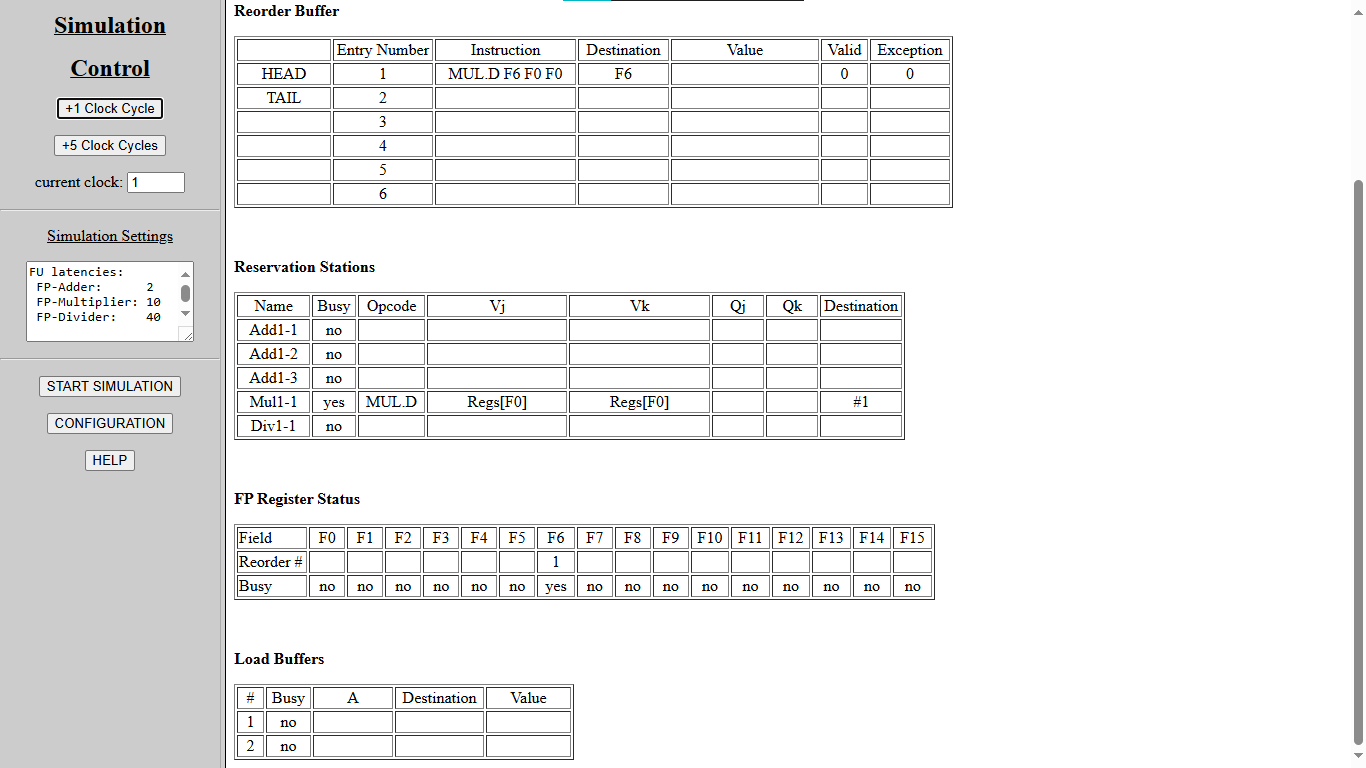 Simulation
Control
+1 Clock Cycle
+5 Clock Cycles
current clock: 1
Simulation Settings
FU latencies:
FP-Adder: 2
FP-Multiplier: 10
FP-Divider: 40
START SIMULATION
CONFIGURATION
HELP
Reorder Buffer
Entry Number Instruction Destination Value Valid Exception
HEAD 1 MUL.D F6 F0 F0 F6 0 0
TAIL 2
3
4
5
6
Reservation Stations
Name Busy Opcode Vj Vk Qj Qk Destination
Add1-1 no
Add1-2 no
Add1-3 no
Mul1-1 yes MUL.D Regs[F0] Regs[F0] #1
Div1-1 no
FP Register Status
Field F0 F1 F2 F3 F4 F5 F6 F7 F8 F9 F10 F11 F12 F13 F14 F15
Reorder # 1
Busy no no no no no no yes no no no no no no no no no
Load Buffers
# Busy A Destination Value
1 no
2 no